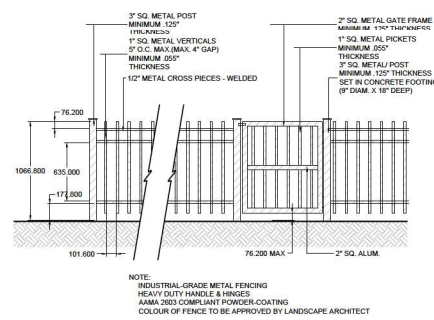 3" SQ. METAL POST
MINIMUM .125"
THICKNESS
1" SQ. METAL VERTICALS
5" O.C. MAX.(MAX. 4" GAP)
MINIMUM .055"
THICKNESS
1/2" METAL CROSS PIECES - WELDED
2" SQ. METAL GATE FRAME
MINIMUM .125" THICKNESS
1" SQ. METAL PICKETS
MINIMUM .055"
THICKNESS
3" SQ. METAL/ POST
MINIMUM .125" THICKNESS
SET IN CONCRETE FOOTING
(9" DIAM. X 18" DEEP)
76.200
1066.800
635.000
177.800
101.600
76.200 MAX
2" SQ. ALUM.
NOTE:
INDUSTRIAL-GRADE METAL FENCING
HEAVY DUTY HANDLE & HINGES
AAMA 2603 COMPLIANT POWDER-COATING
COLOUR OF FENCE TO BE APPROVED BY LANDSCAPE ARCHITECT